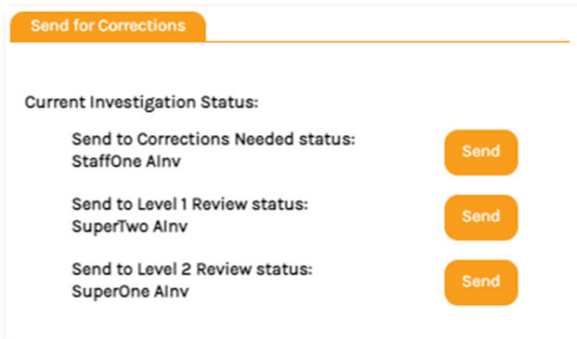 Send for Corrections
Current Investigation Status:
Send to Corrections Needed status:
StaffOne AInv
Send
Send to Level 1 Review status:
SuperTwo AInv
Send
Send to Level 2 Review status:
SuperOne AInv
Send